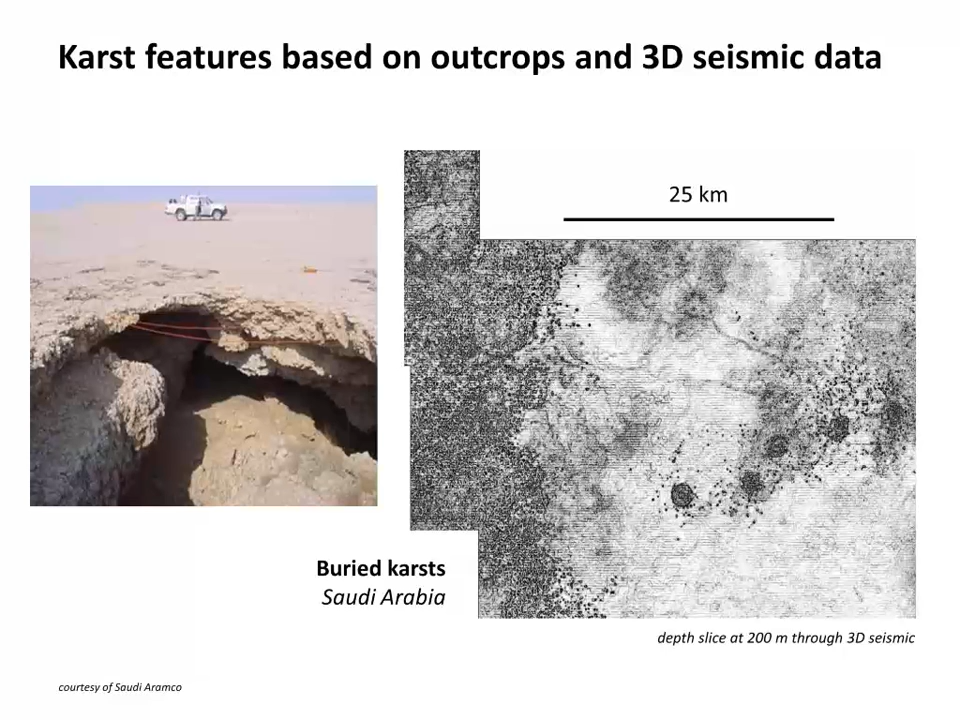 Karst features based on outcrops and 3D seismic data
25 km
Buried karsts
Saudi Arabia
depth slice at 200 m through 3D seismic
courtesy of Saudi Aramco